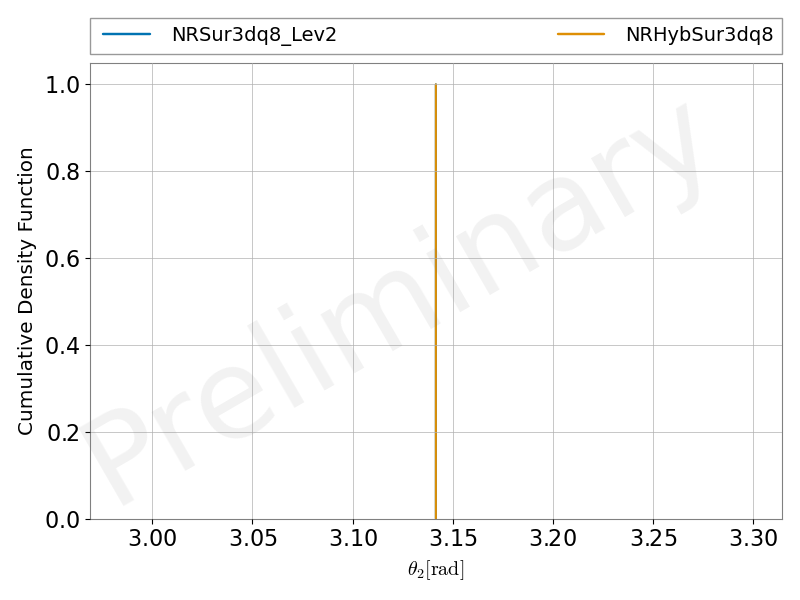 NRSur3dq8_Lev2 NRHybSur3dq8
1.0
0.8
0.6
0.4
0.2
0.0
Cumulative Density Function
Preliminary
3.00 3.05 3.10 3.15 3.20 3.25 3.30
θ₂[rad]